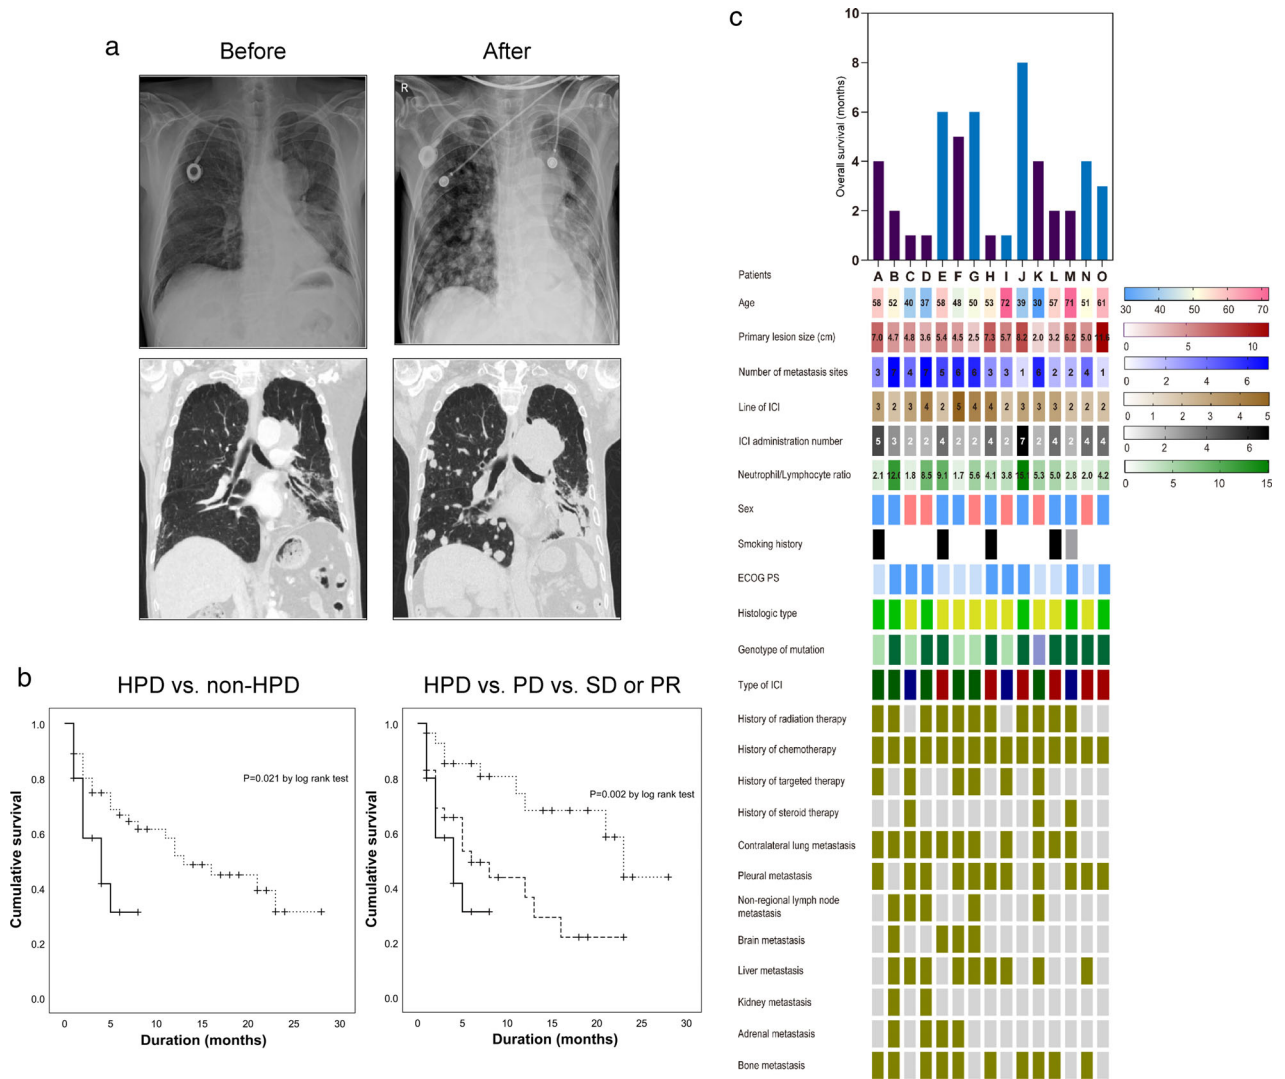 a
Before
After
R
b
HPD vs. non-HPD
HPD vs. PD vs. SD or PR
Cumulative survival
1.0
0.8
0.6
0.4
0.2
0.0
P=0.021 by log rank test
0 5 10 15 20 25 30
Duration (months)
Cumulative survival
1.0
0.8
0.6
0.4
0.2
0.0
P=0.002 by log rank test
0 5 10 15 20 25 30
Duration (months)
c
Overall survival (months)
10
8
6
4
2
0
Patients A B C D E F G H I J K L M N O
Age 58 52 40 37 58 48 50 53 72 39 30 57 71 51 61
30 40 50 60 70
Primary lesion size (cm) 7.0 4.7 4.8 3.6 5.4 4.5 2.5 7.3 5.7 8.2 2.0 3.2 6.2 5.0
0 5 10
Number of metastasis sites 3 4 5 6 6 3 3 1 6 2 2 4 1
0 2 4 6
Line of ICI 3 2 3 4 2 5 4 4 2 3 3 3 2 2 2
0 1 2 3 4 5
ICI administration number 5 3 2 2 4 2 2 4 2 7 2 4 2 4 4
0 2 4 6
Neutrophil/Lymphocyte ratio 2.1 1.8 8.5 9.1 1.7 5.6 4.1 3.8 5.3 5.0 2.8 2.0 4.2
0 5 10 15
Sex
Smoking history
ECOG PS
Histologic type
Genotype of mutation
Type of ICI
History of radiation therapy
History of chemotherapy
History of targeted therapy
History of steroid therapy
Contralateral lung metastasis
Pleural metastasis
Non-regional lymph node
metastasis
Brain metastasis
Liver metastasis
Kidney metastasis
Adrenal metastasis
Bone metastasis